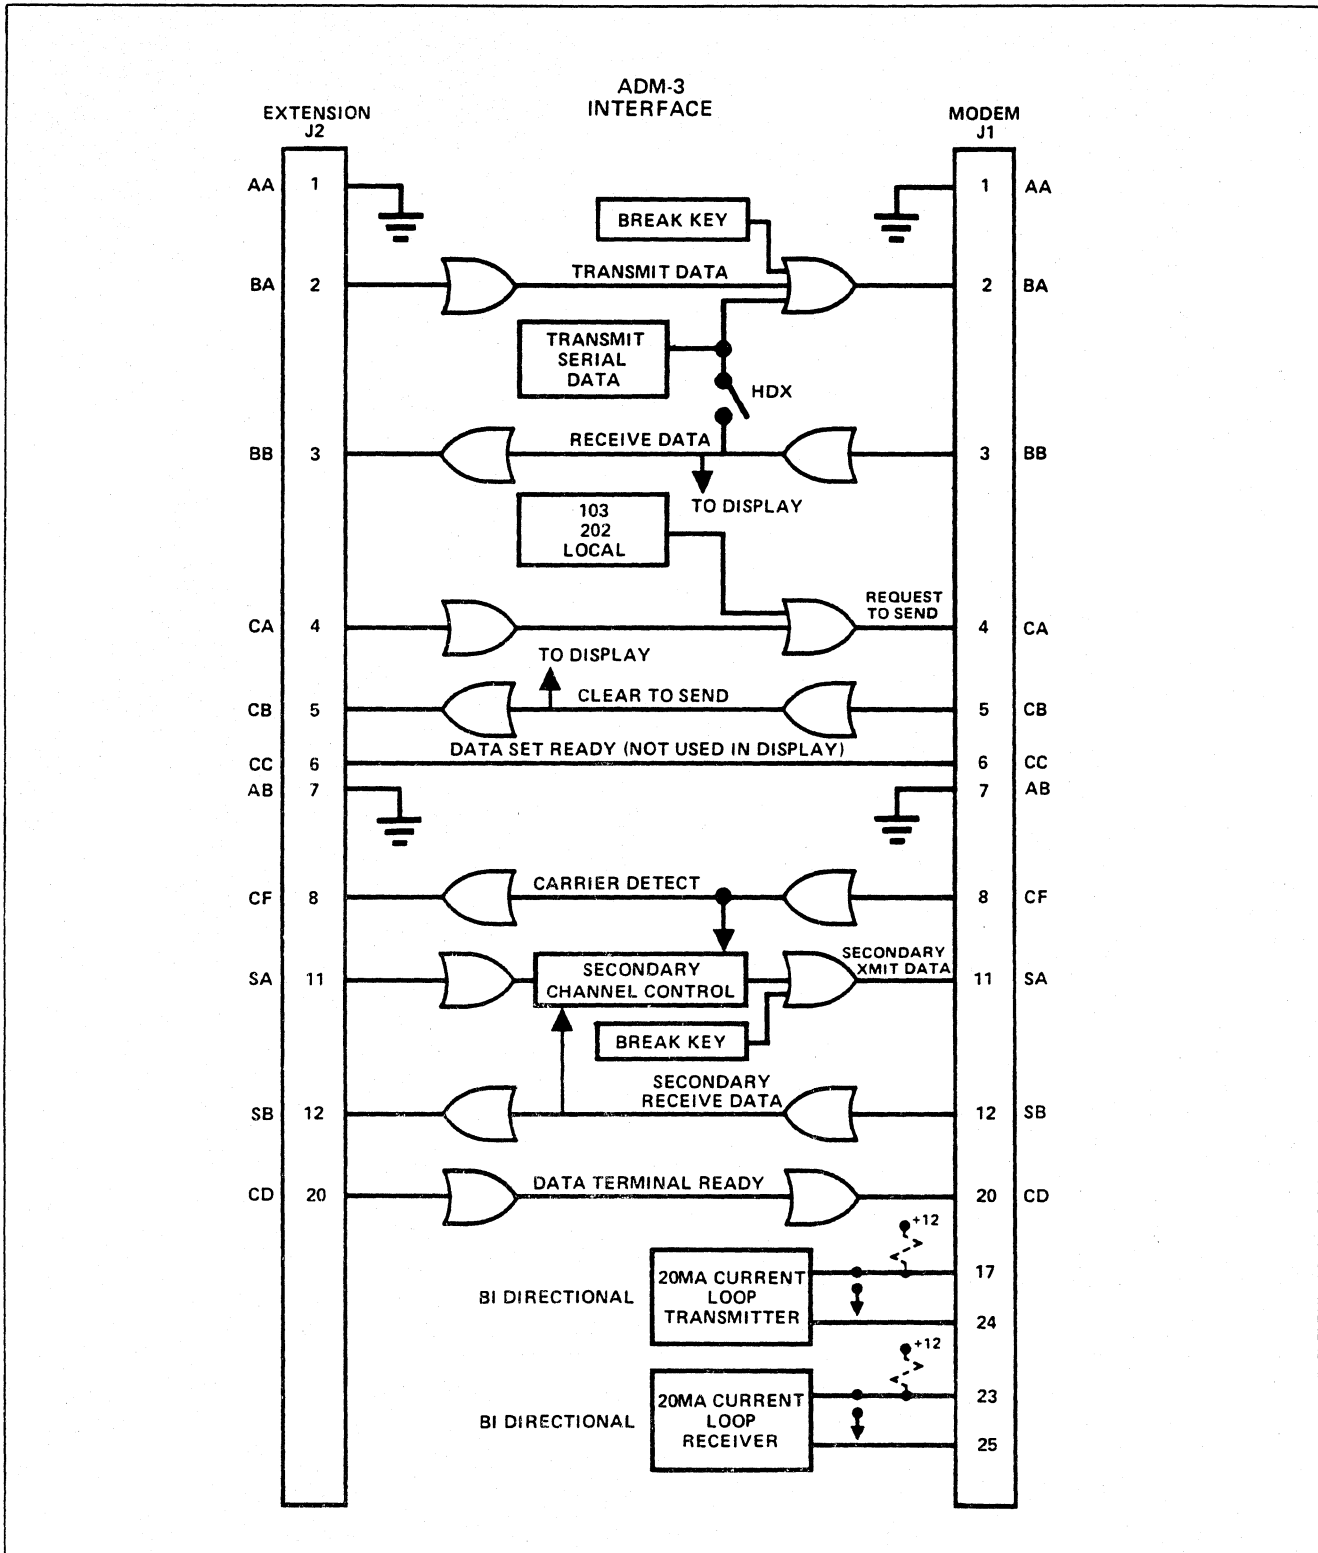 ADM-3
INTERFACE
EXTENSION
J2
MODEM
J1
AA 1
1 AA
BREAK KEY
BA 2
TRANSMIT DATA
2 BA
TRANSMIT
SERIAL
DATA
HDX
BB 3
RECEIVE DATA
3 BB
TO DISPLAY
103
202
LOCAL
REQUEST
TO SEND
CA 4
4 CA
TO DISPLAY
CB 5
CLEAR TO SEND
5 CB
DATA SET READY (NOT USED IN DISPLAY)
CC 6
6 CC
AB 7
7 AB
CF 8
CARRIER DETECT
8 CF
SECONDARY
XMIT DATA
SA 11
SECONDARY
CHANNEL CONTROL
11 SA
BREAK KEY
SECONDARY
RECEIVE DATA
SB 12
12 SB
CD 20
DATA TERMINAL READY
20 CD
+12
BI DIRECTIONAL
20MA CURRENT
LOOP
TRANSMITTER
17
24
+12
BI DIRECTIONAL
20MA CURRENT
LOOP
RECEIVER
23
25